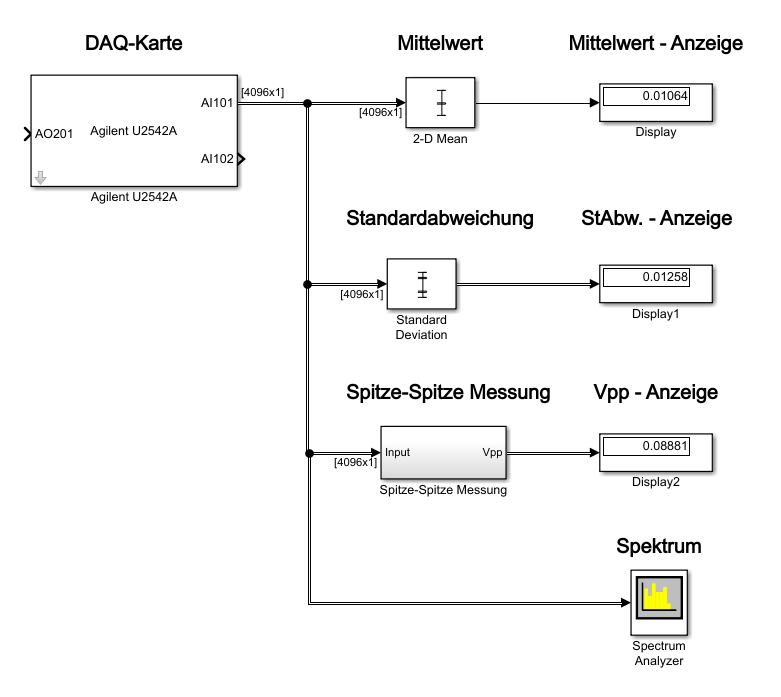 DAQ-Karte
Mittelwert
Mittelwert - Anzeige
AI101
[4096x1]
AO201
Agilent U2542A
AI102
Agilent U2542A
[4096x1]
2-D Mean
0.01064
Display
Standardabweichung
StAbw. - Anzeige
[4096x1]
Standard
Deviation
0.01258
Display1
Spitze-Spitze Messung
Vpp - Anzeige
[4096x1]
Input
Vpp
Spitze-Spitze Messung
0.08881
Display2
Spektrum
Spectrum
Analyzer